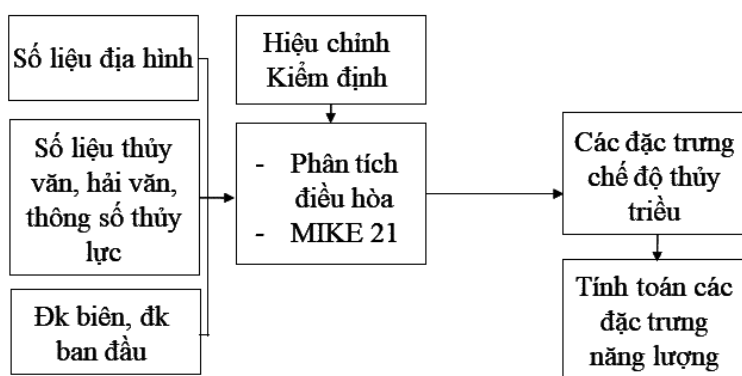 Số liệu địa hình
Số liệu thủy
văn, hải văn,
thông số thủy
lực
Đk biên, đk
ban đầu
Hiệu chỉnh
Kiểm định
- Phân tích
điều hòa
- MIKE 21
Các đặc trưng
chế độ thủy
triều
Tính toán các
đặc trưng
năng lượng